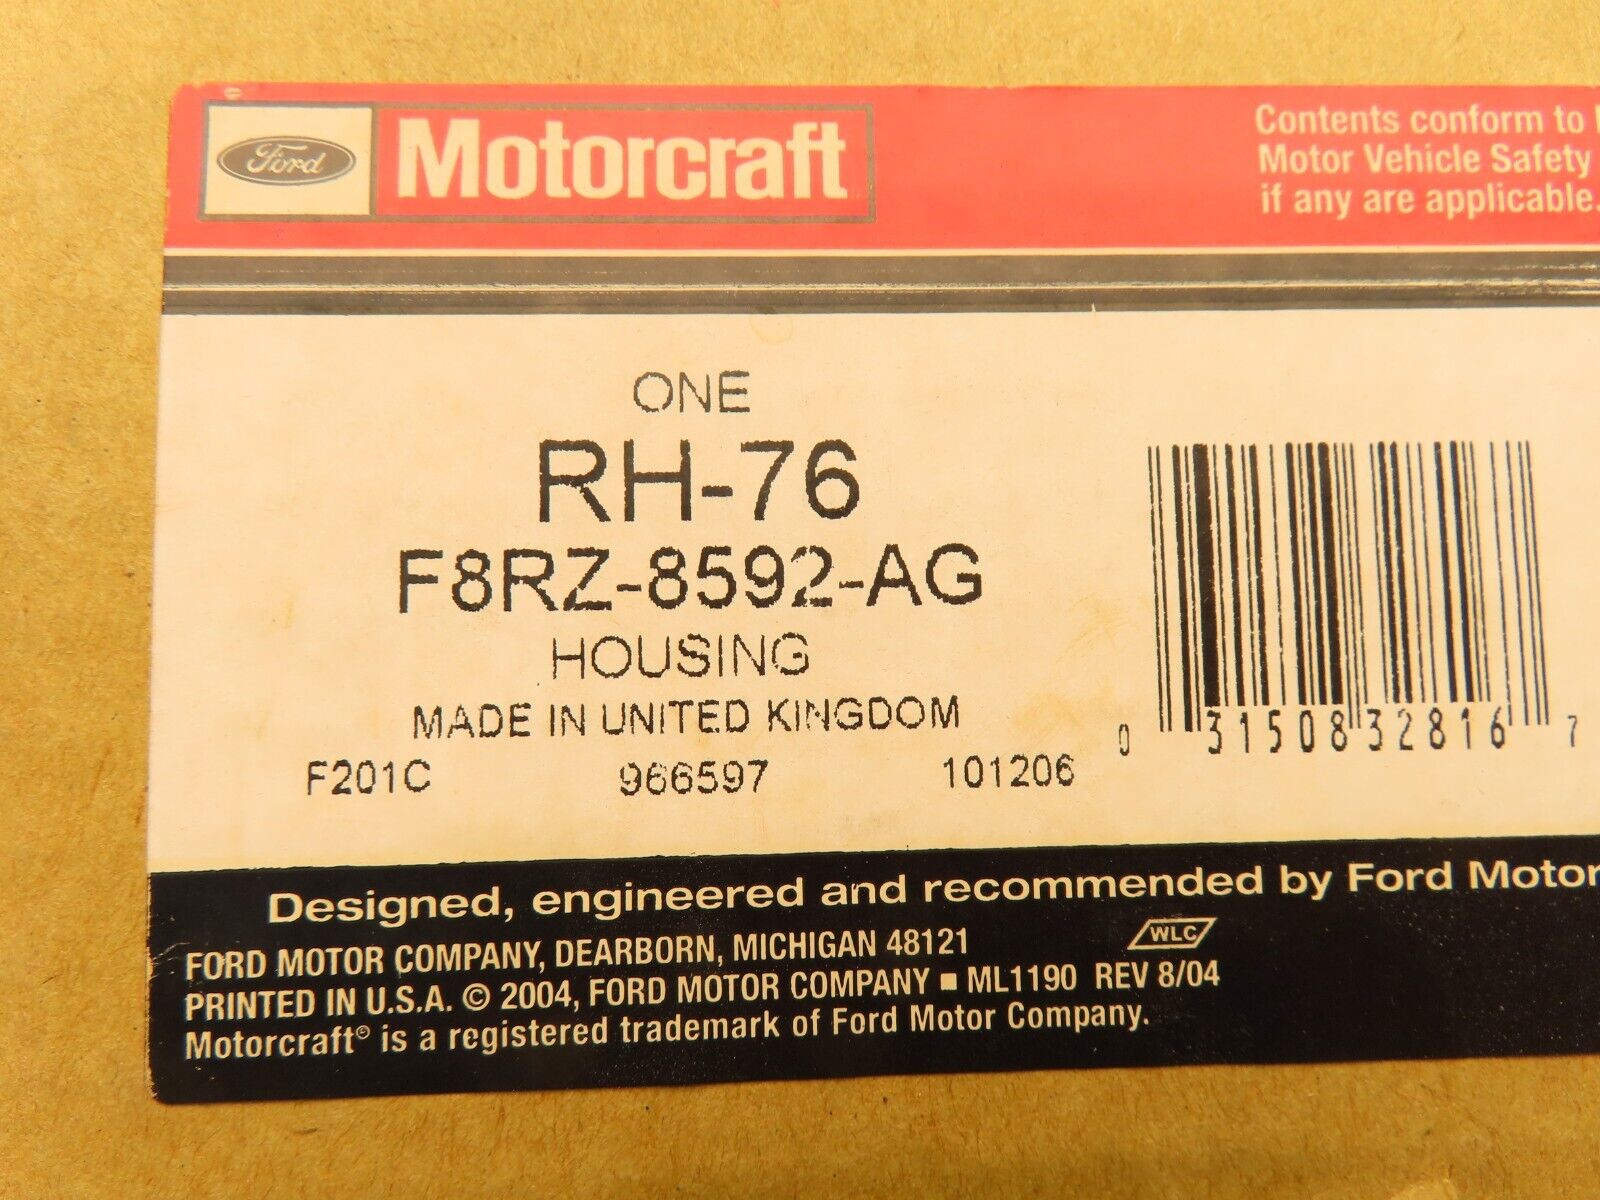 Ford Motorcraft
Contents conform to
Motor Vehicle Safety
if any are applicable.
ONE
RH-76
F8RZ-8592-AG
HOUSING
MADE IN UNITED KINGDOM
F201C 966597 101206
0 31508 32816 7
Designed, engineered and recommended by Ford Motor
FORD MOTOR COMPANY, DEARBORN, MICHIGAN 48121
WLC
PRINTED IN U.S.A. © 2004, FORD MOTOR COMPANY ■ ML1190 REV 8/04
Motorcraft® is a registered trademark of Ford Motor Company.